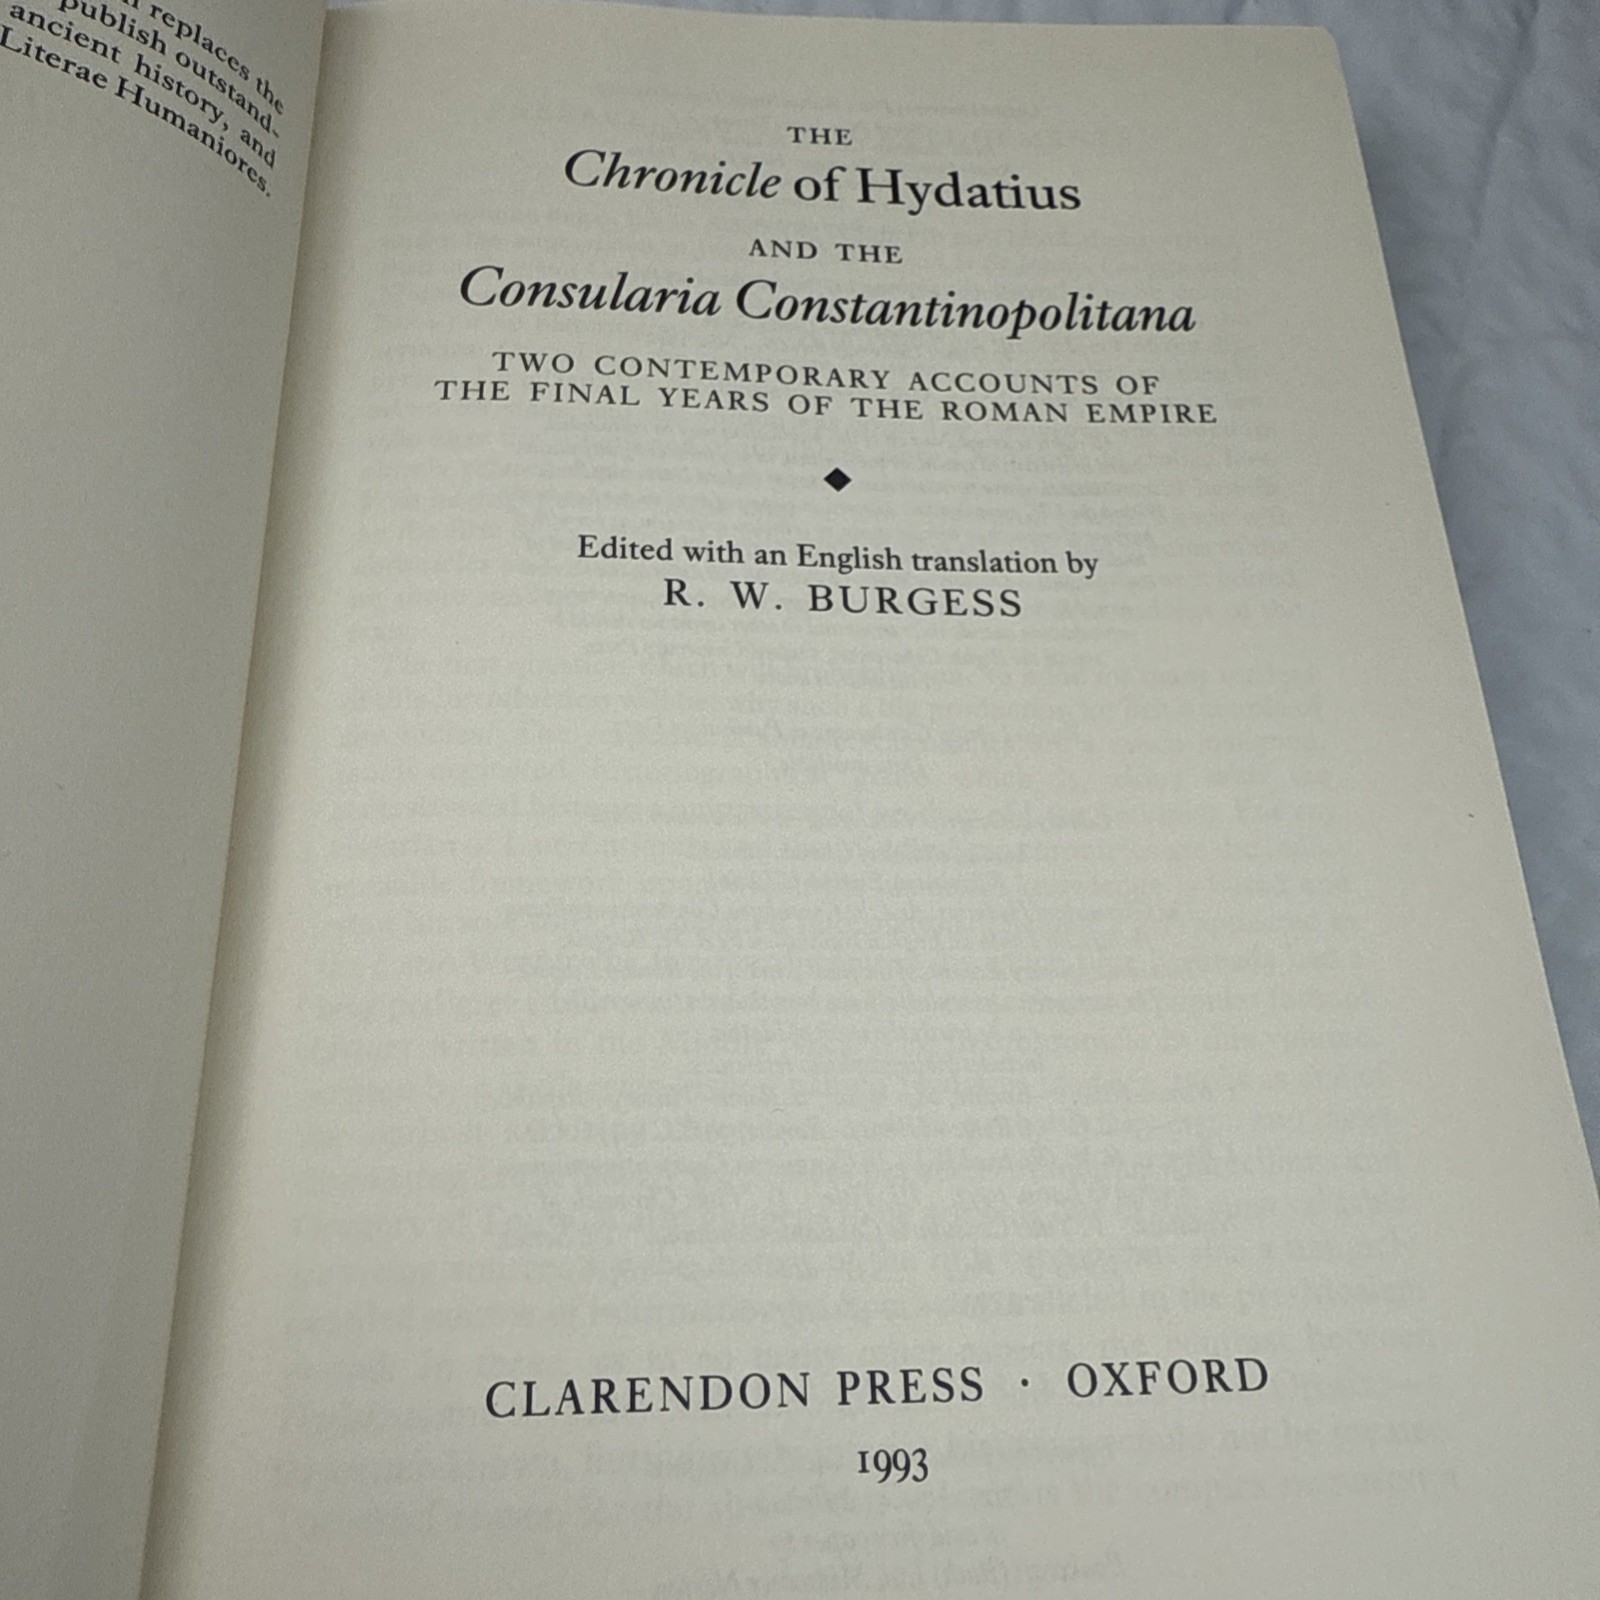 replaces the
publish outstand-
ancient history, and
Literae Humaniores.
THE
Chronicle of Hydatius
AND THE
Consularia Constantinopolitana
TWO CONTEMPORARY ACCOUNTS OF
THE FINAL YEARS OF THE ROMAN EMPIRE
Edited with an English translation by
R. W. BURGESS
CLARENDON PRESS · OXFORD
1993